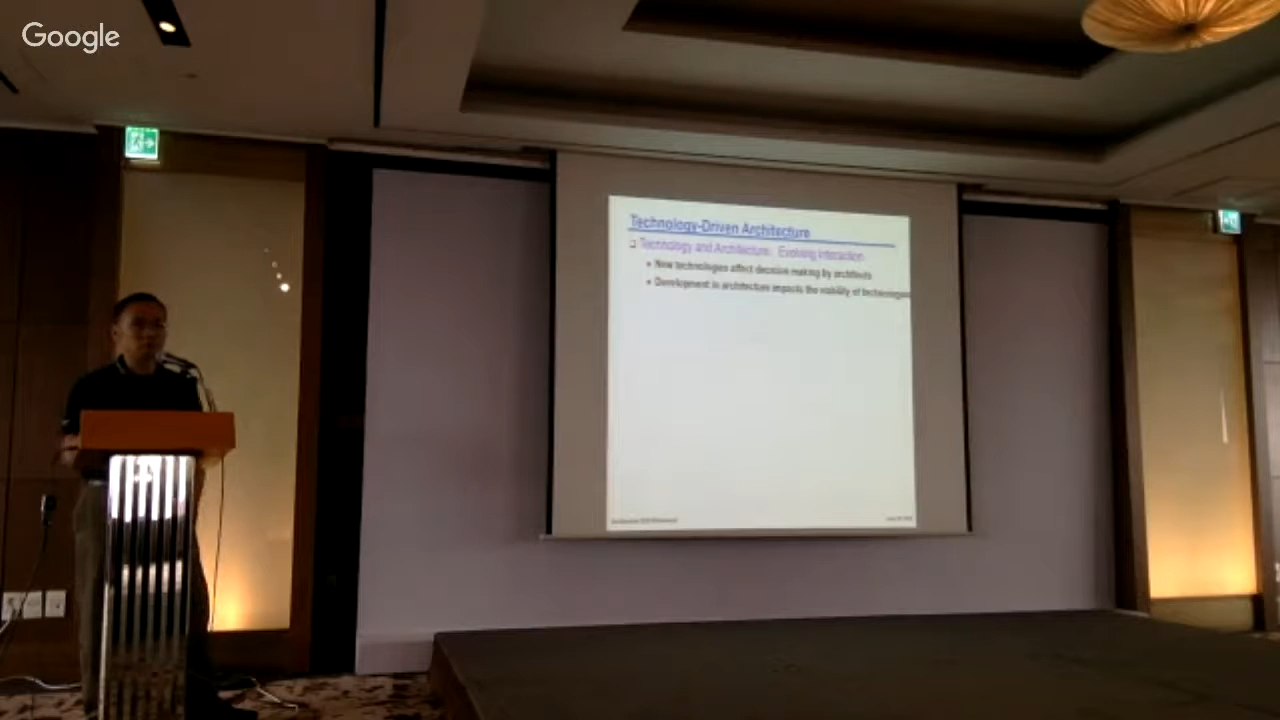 Google
Technology-Driven Architecture
Technology and Architecture: Evolving Interaction
New technologies affect decision making by architects
Development in architecture impacts the viability of technologies